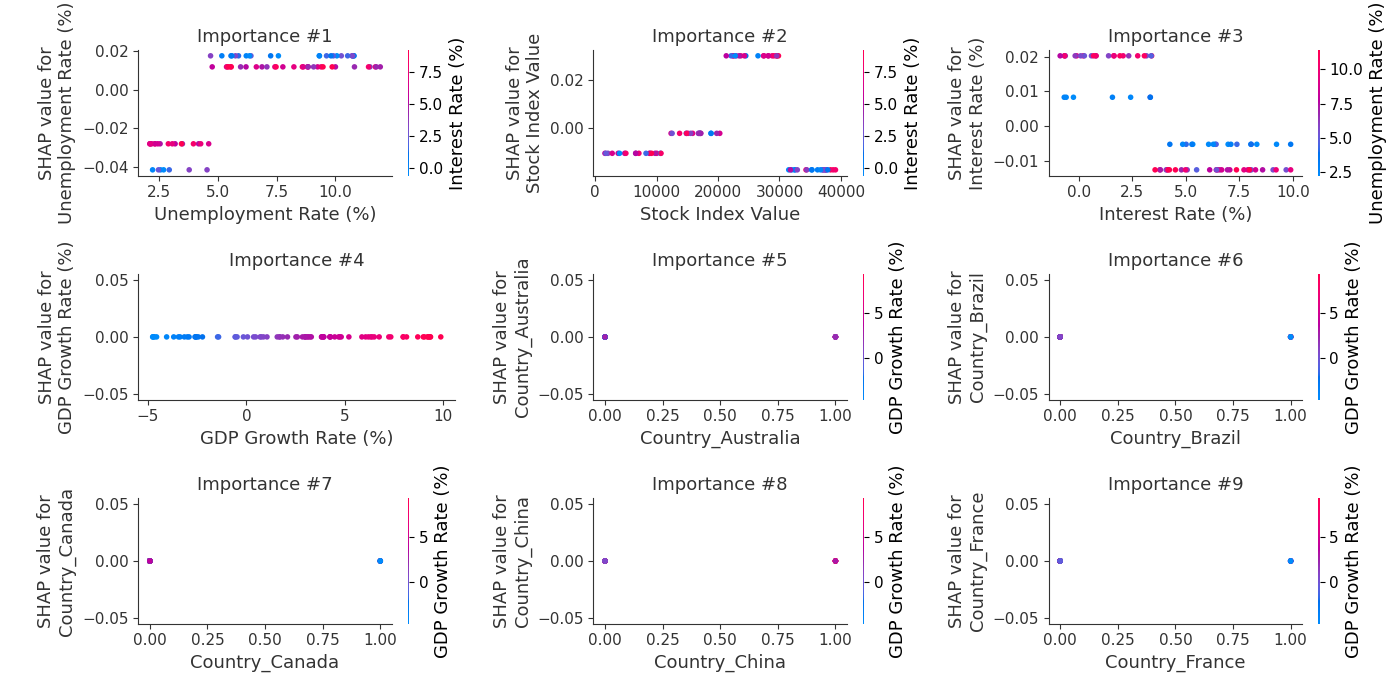 Importance #1
SHAP value for
Unemployment Rate (%)
0.02
0.00
−0.02
−0.04
2.5
5.0
7.5
10.0
Unemployment Rate (%)
7.5
5.0
2.5
0.0
Interest Rate (%)
Importance #2
SHAP value for
Stock Index Value
0.02
0.00
0
10000
20000
30000
40000
Stock Index Value
7.5
5.0
2.5
0.0
Interest Rate (%)
Importance #3
SHAP value for
Interest Rate (%)
0.02
0.01
0.00
−0.01
0.0
2.5
5.0
7.5
10.0
Interest Rate (%)
10.0
7.5
5.0
2.5
Unemployment Rate (%)
Importance #4
SHAP value for
GDP Growth Rate (%)
0.05
0.00
−0.05
−5
0
5
10
GDP Growth Rate (%)
Importance #5
SHAP value for
Country_Australia
0.05
0.00
−0.05
0.00
0.25
0.50
0.75
1.00
Country_Australia
5
0
GDP Growth Rate (%)
Importance #6
SHAP value for
Country_Brazil
0.05
0.00
−0.05
0.00
0.25
0.50
0.75
1.00
Country_Brazil
5
0
GDP Growth Rate (%)
Importance #7
SHAP value for
Country_Canada
0.05
0.00
−0.05
0.00
0.25
0.50
0.75
1.00
Country_Canada
5
0
GDP Growth Rate (%)
Importance #8
SHAP value for
Country_China
0.05
0.00
−0.05
0.00
0.25
0.50
0.75
1.00
Country_China
5
0
GDP Growth Rate (%)
Importance #9
SHAP value for
Country_France
0.05
0.00
−0.05
0.00
0.25
0.50
0.75
1.00
Country_France
5
0
GDP Growth Rate (%)